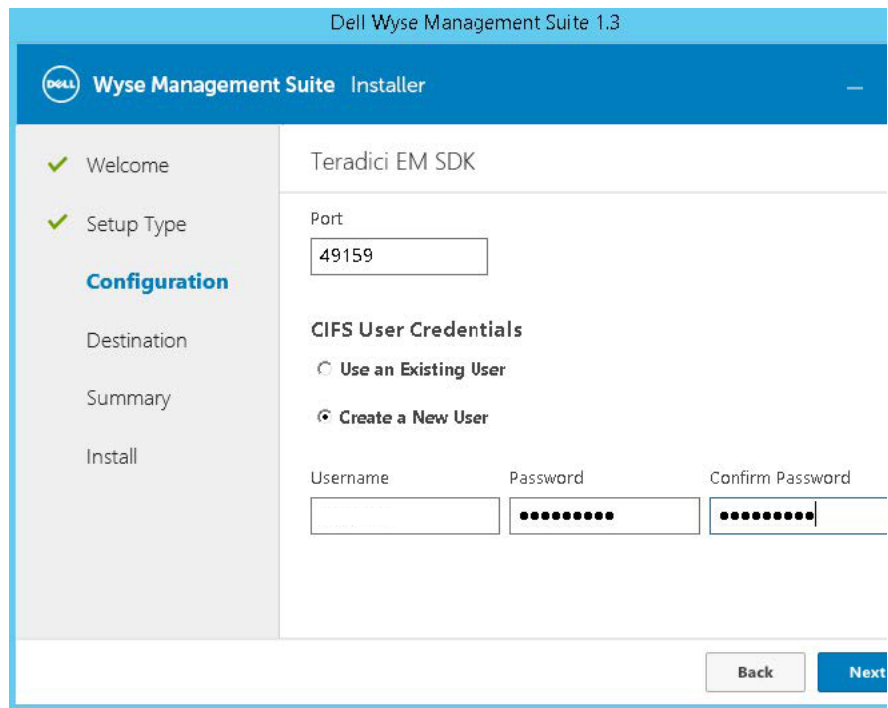 Dell Wyse Management Suite 1.3
DELL Wyse Management Suite Installer
Welcome
Setup Type
Configuration
Destination
Summary
Install
Teradici EM SDK
Port
49159
CIFS User Credentials
Use an Existing User
Create a New User
Username Password Confirm Password
••••••••• •••••••••
Back Next